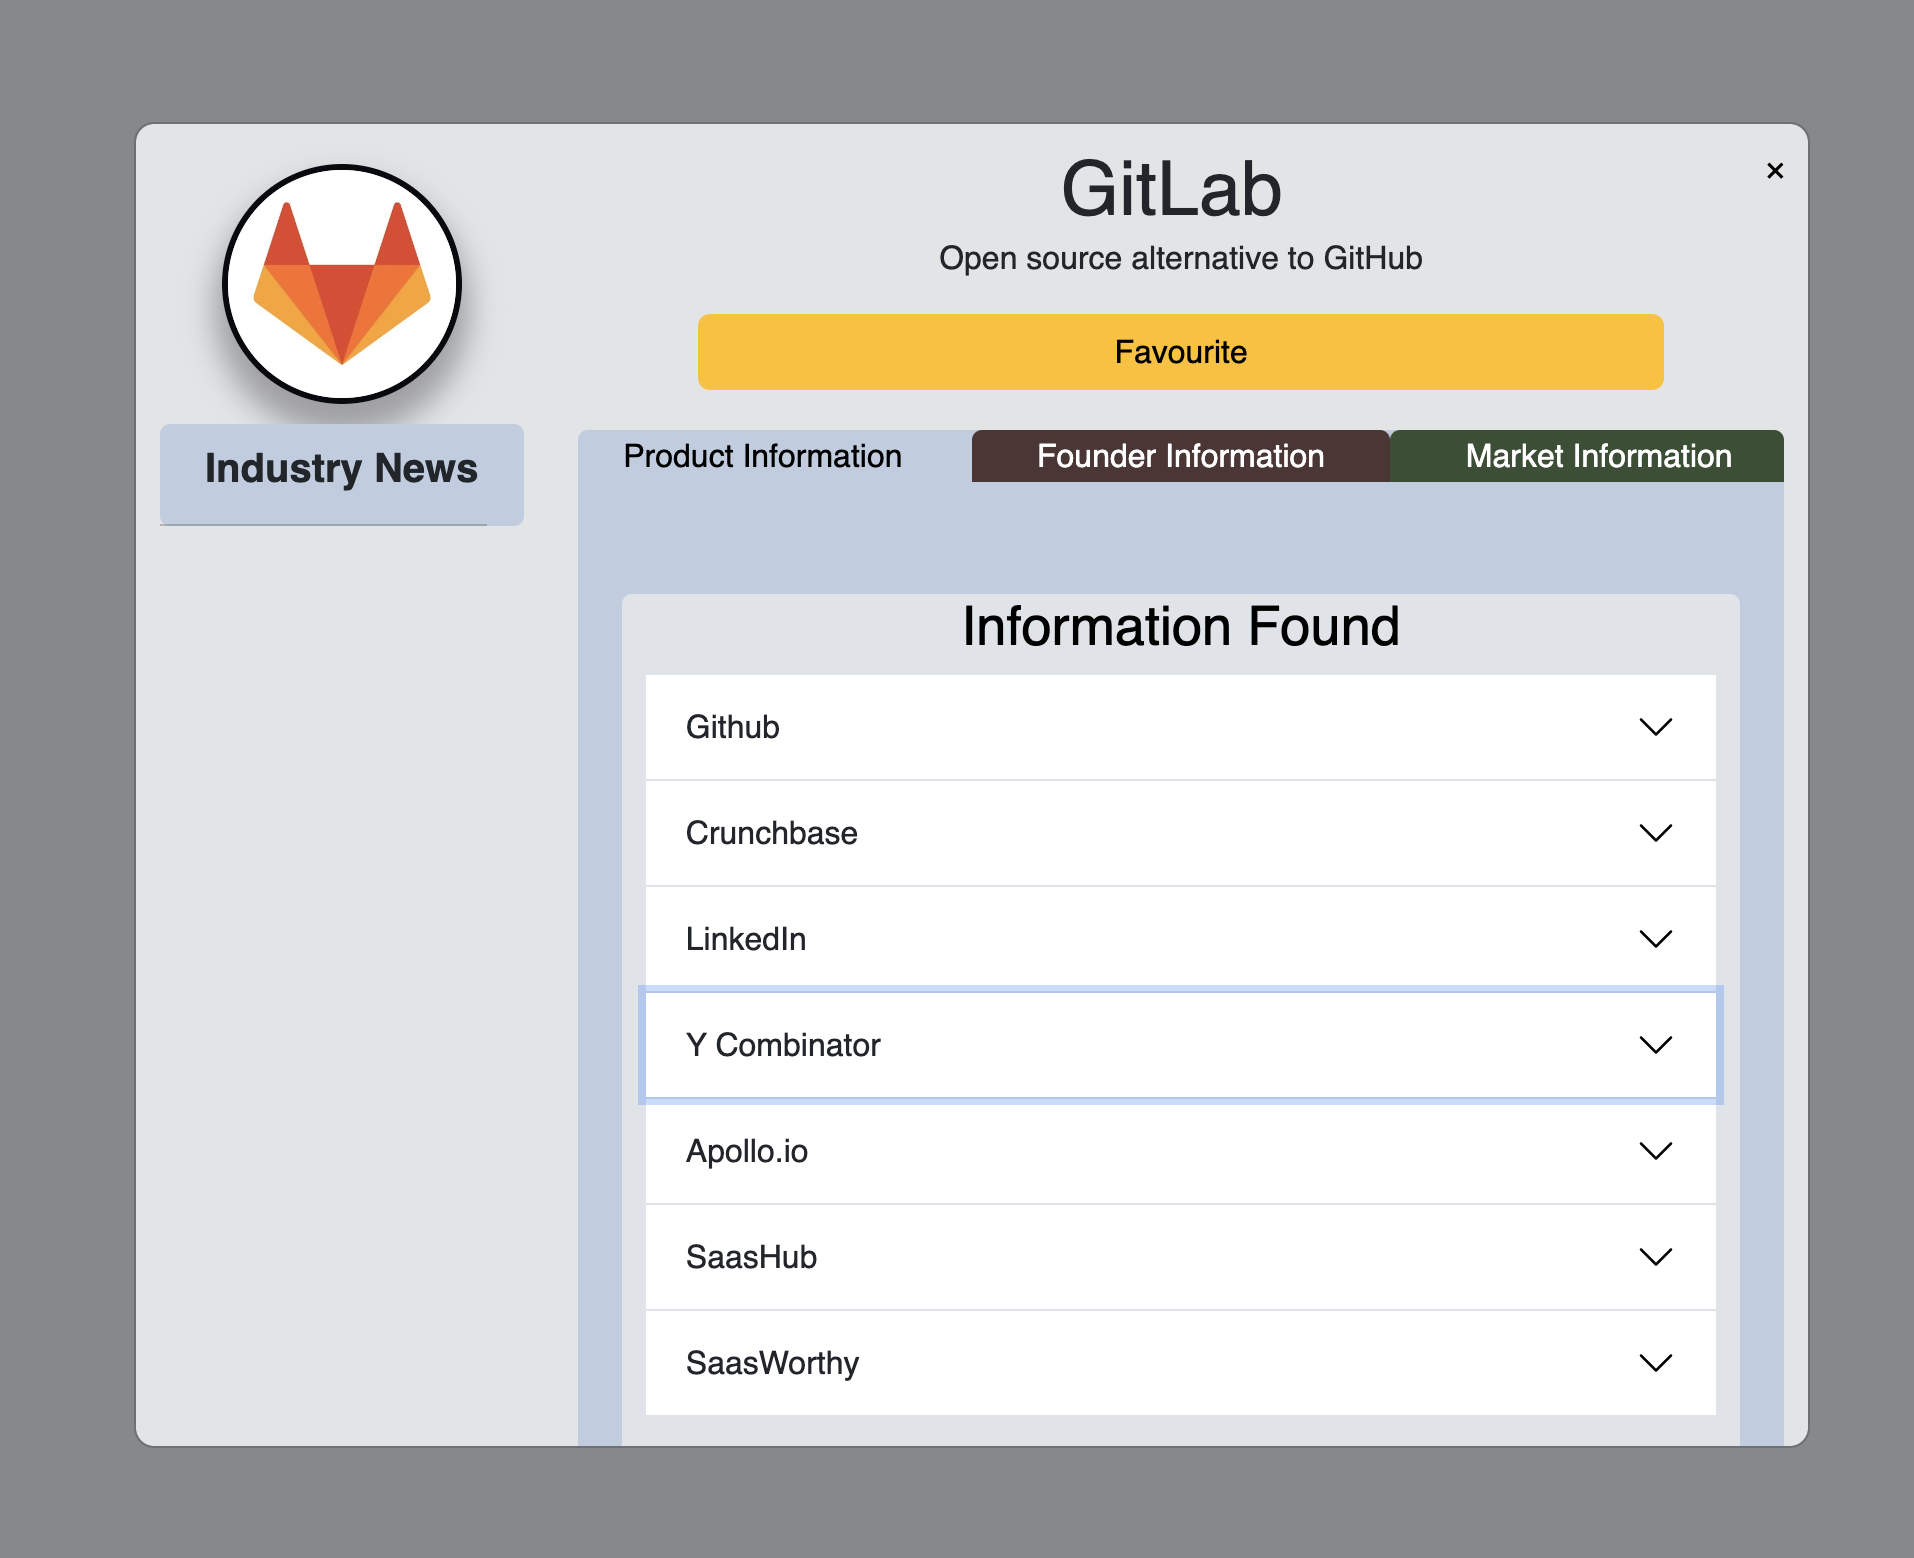 GitLab
×
Open source alternative to GitHub
Favourite
Industry News
Product Information
Founder Information
Market Information
Information Found
Github
Crunchbase
LinkedIn
Y Combinator
Apollo.io
SaasHub
SaasWorthy